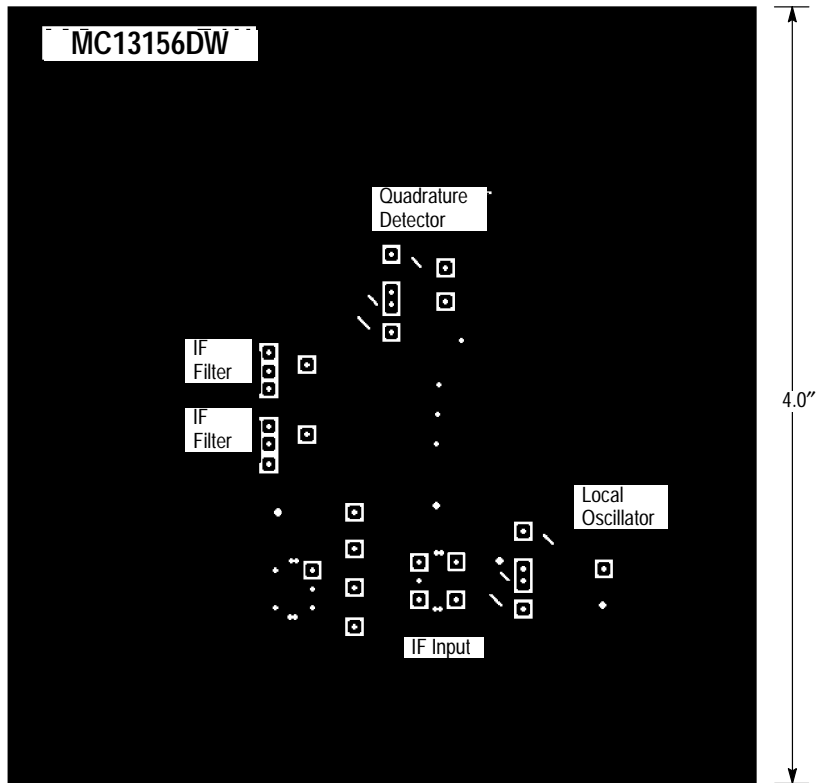 MC13156DW
Quadrature
Detector
IF
Filter
IF
Filter
4.0″
Local
Oscillator
IF Input